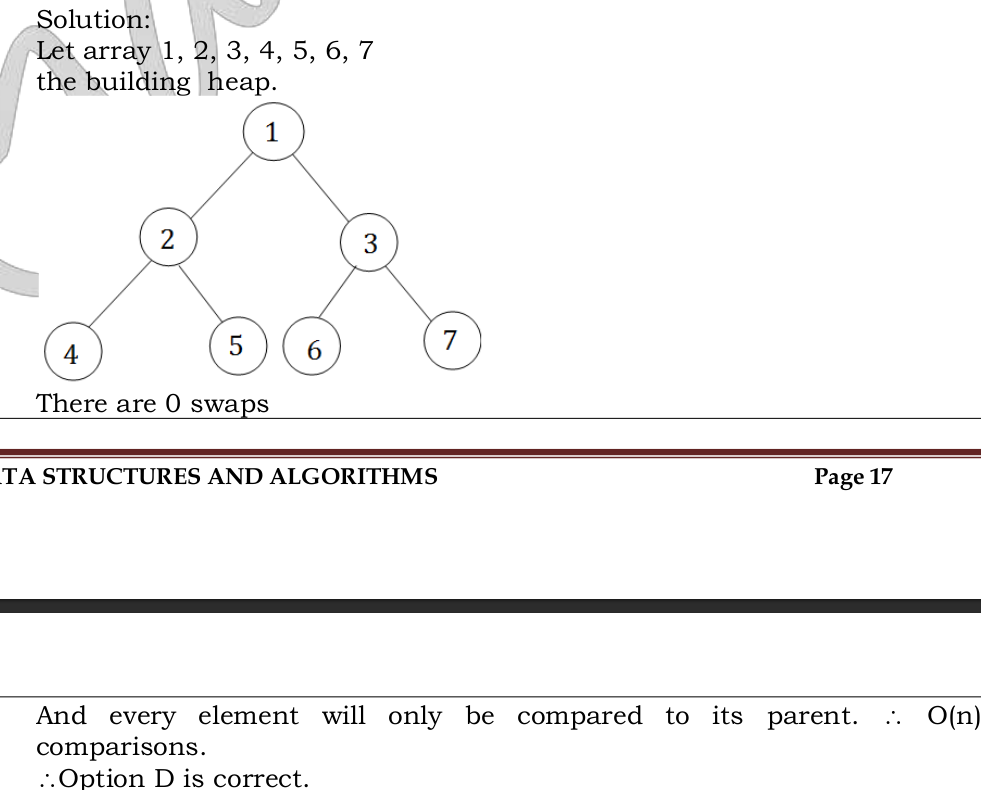 Solution:
Let array 1, 2, 3, 4, 5, 6, 7
the building heap.
1
2
3
4
5
6
7
There are 0 swaps
TA STRUCTURES AND ALGORITHMS Page 17
And every element will only be compared to its parent. ∴ O(n)
comparisons.
∴Option D is correct.